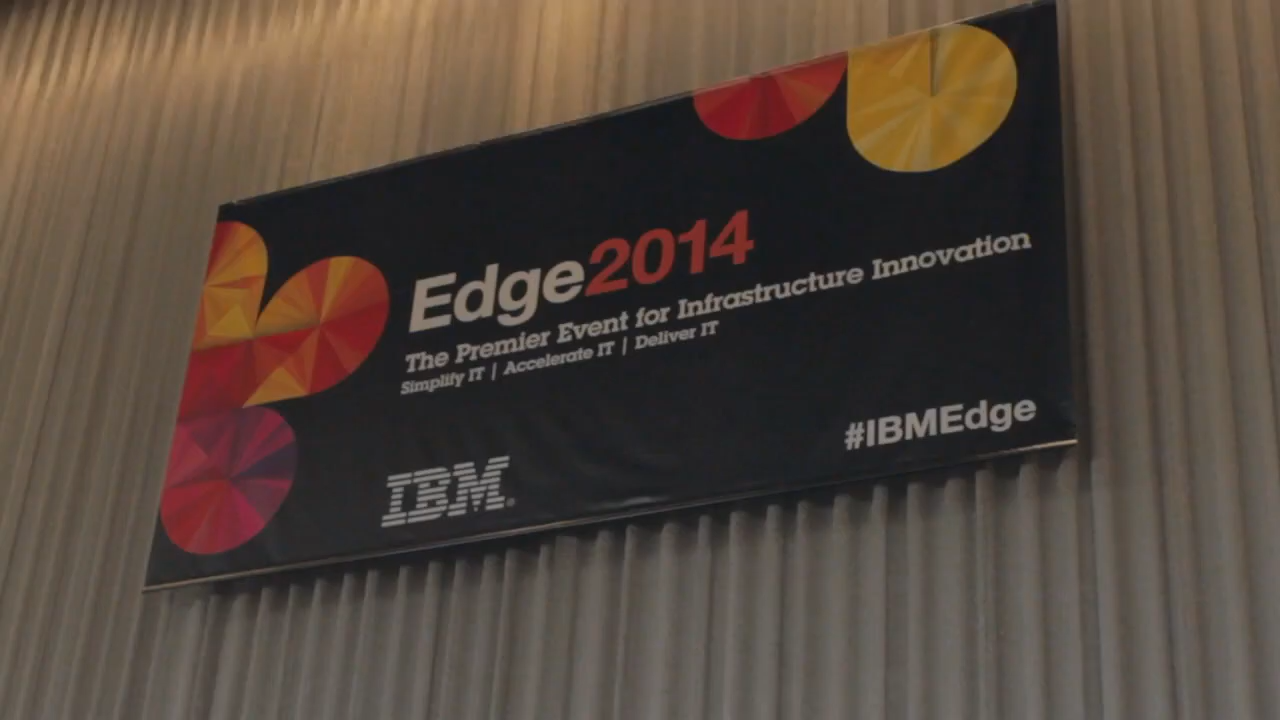 Edge2014
The Premier Event for Infrastructure Innovation
Simplify IT | Accelerate IT | Deliver IT
#IBMEdge
IBM®